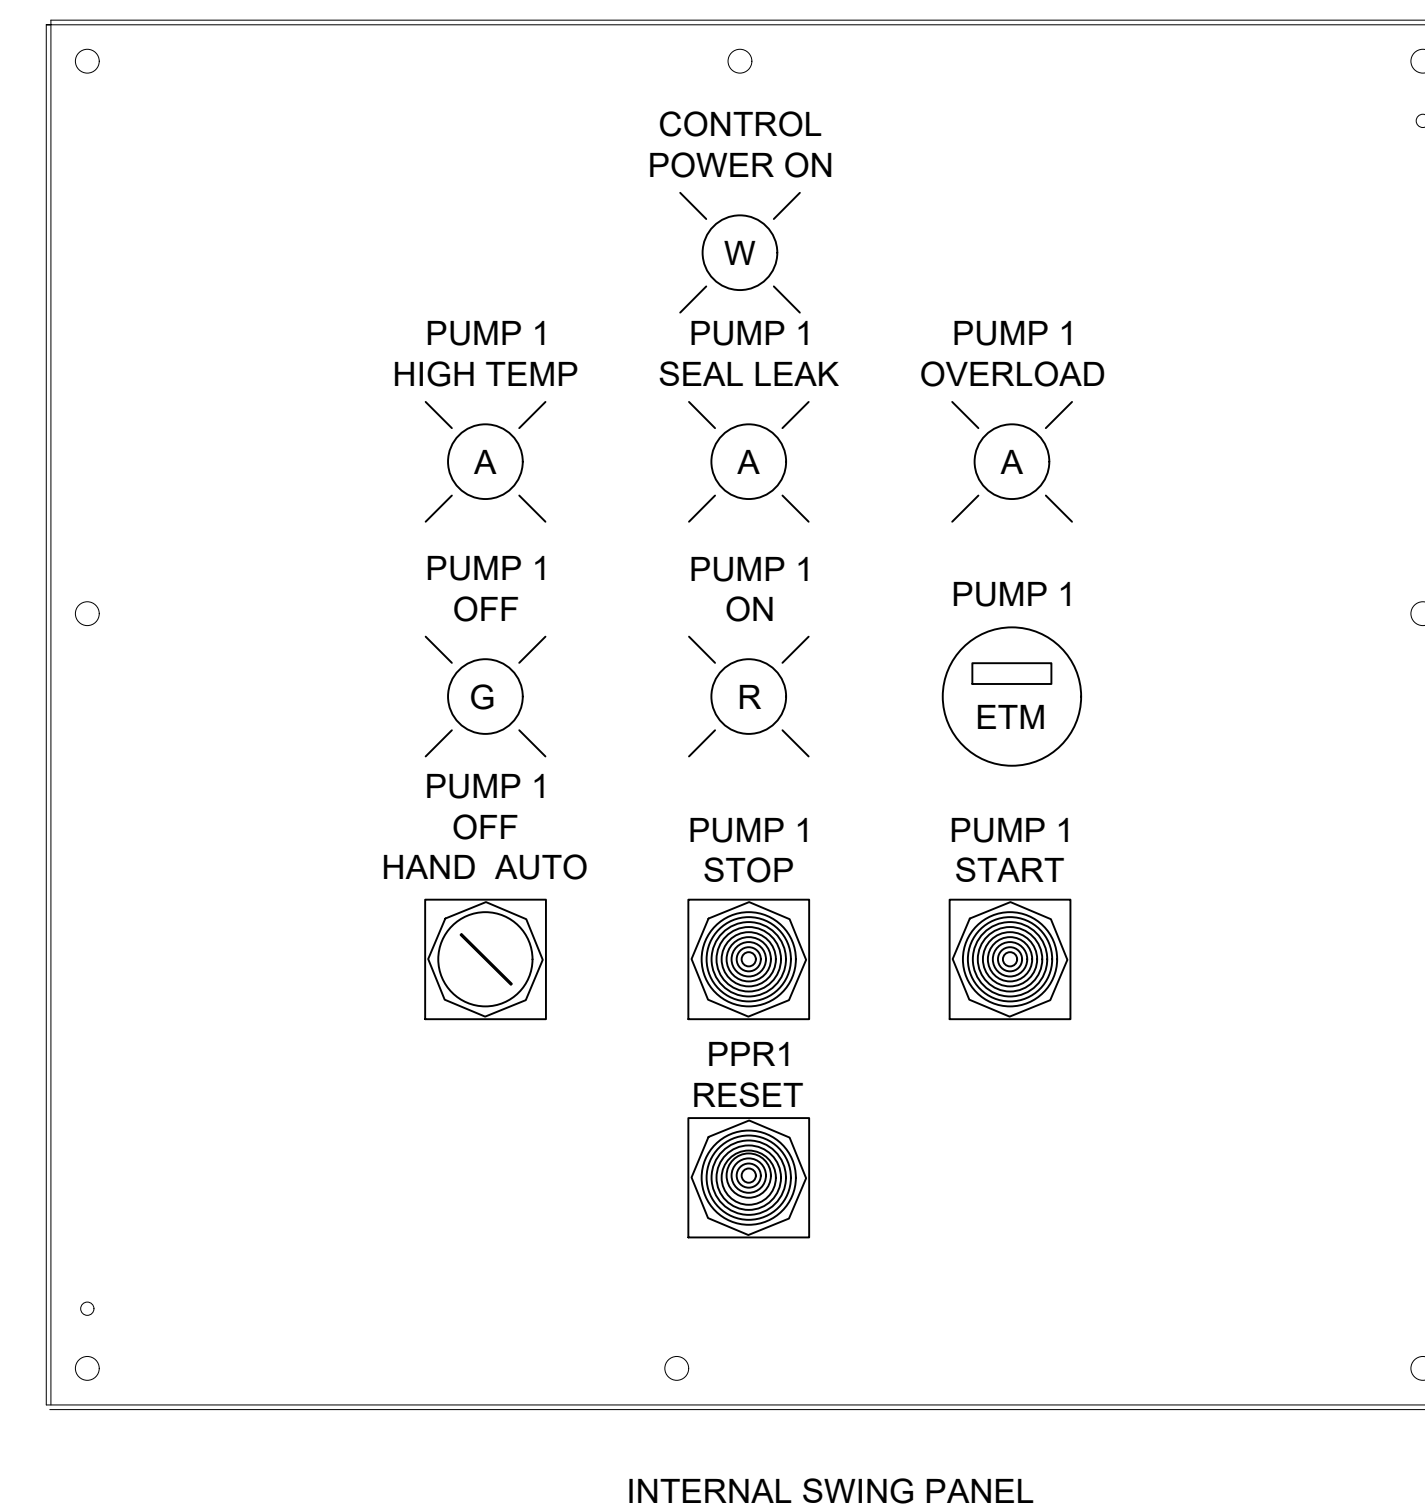 CONTROL
POWER ON
W
PUMP 1
HIGH TEMP
A
PUMP 1
SEAL LEAK
A
PUMP 1
OVERLOAD
A
PUMP 1
OFF
G
PUMP 1
ON
R
PUMP 1
ETM
PUMP 1
OFF
HAND AUTO
PUMP 1
STOP
PUMP 1
START
PPR1
RESET
INTERNAL SWING PANEL